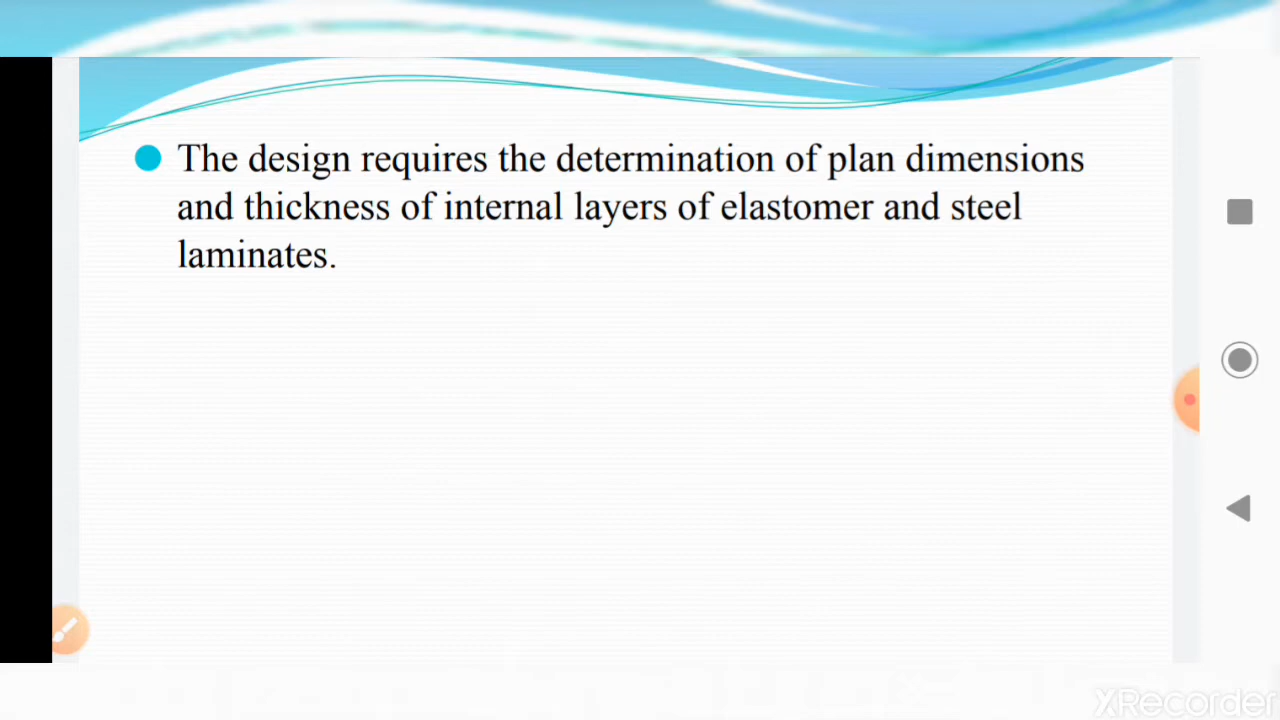 The design requires the determination of plan dimensions
and thickness of internal layers of elastomer and steel
laminates.
XRecorder